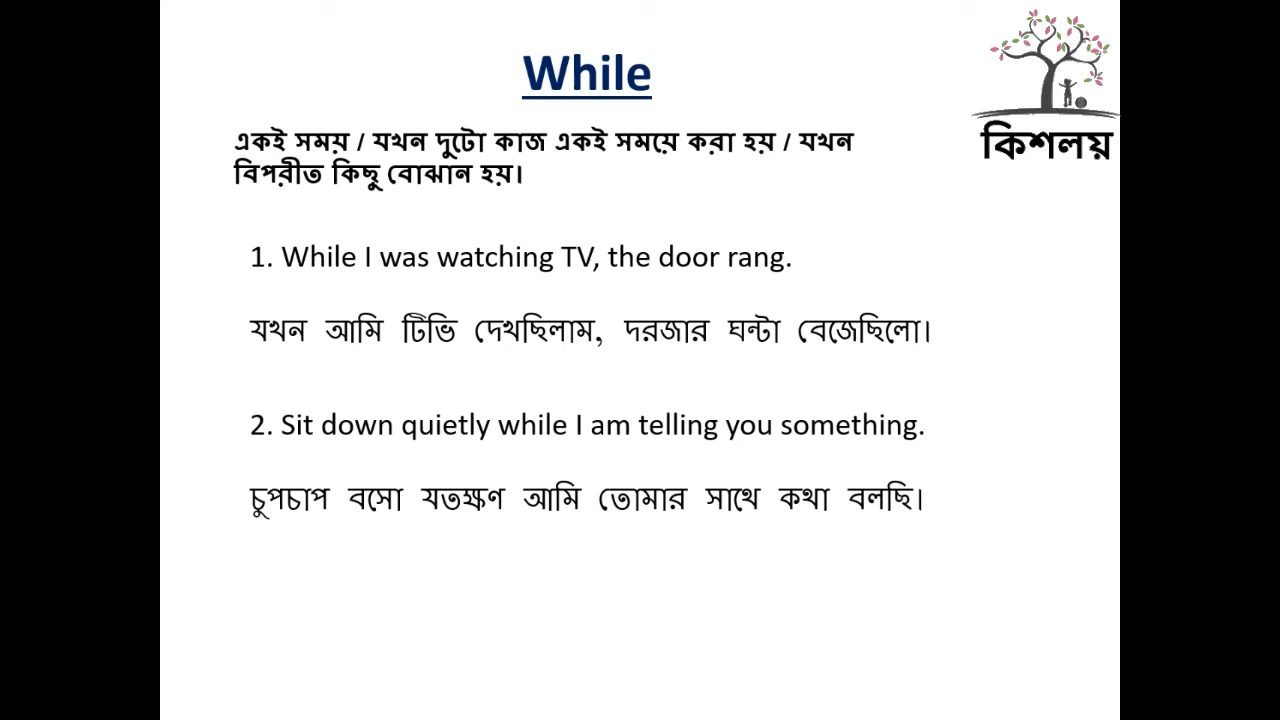 While
কিশলয়
একই সময় / যখন দুটো কাজ একই সময়ে করা হয় / যখন
বিপরীত কিছু বোঝান হয়।
1. While I was watching TV, the door rang.
যখন আমি টিভি দেখছিলাম, দরজার ঘন্টা বেজেছিলো।
2. Sit down quietly while I am telling you something.
চুপচাপ বসো যতক্ষণ আমি তোমার সাথে কথা বলছি।